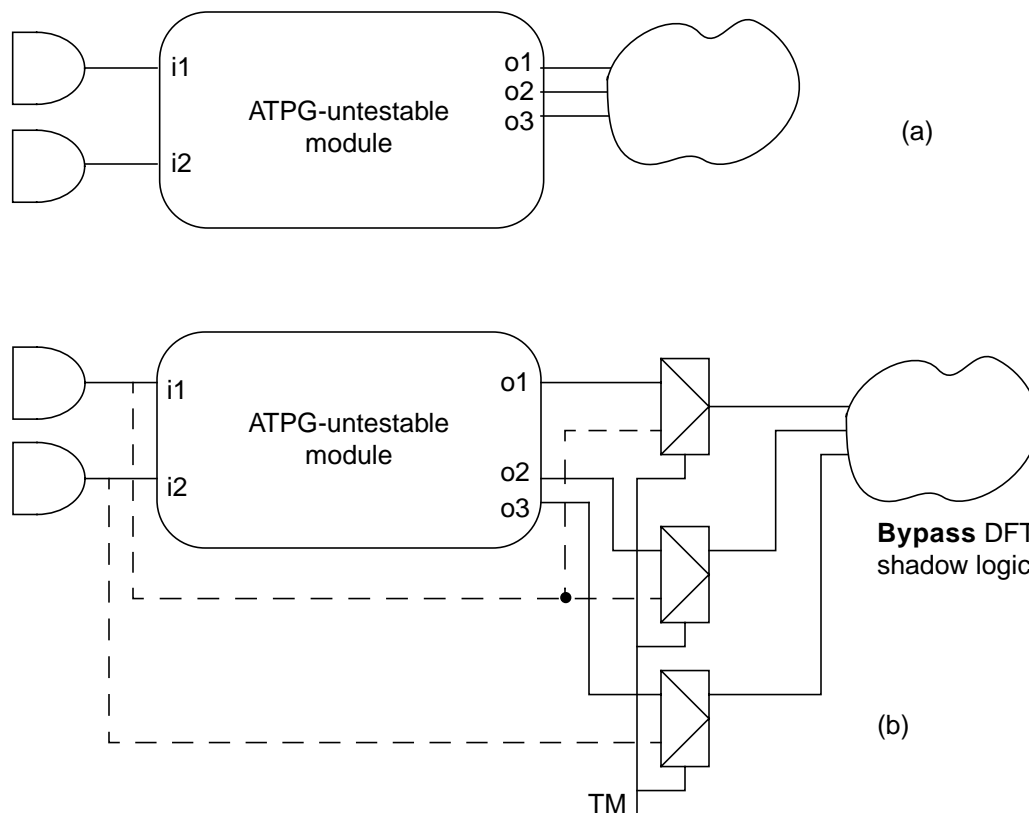 i1
o1
o2
ATPG-untestable
module
o3
i2
(a)
i1
o1
ATPG-untestable
module
i2
o2
o3
Bypass DFT
shadow logic
(b)
TM